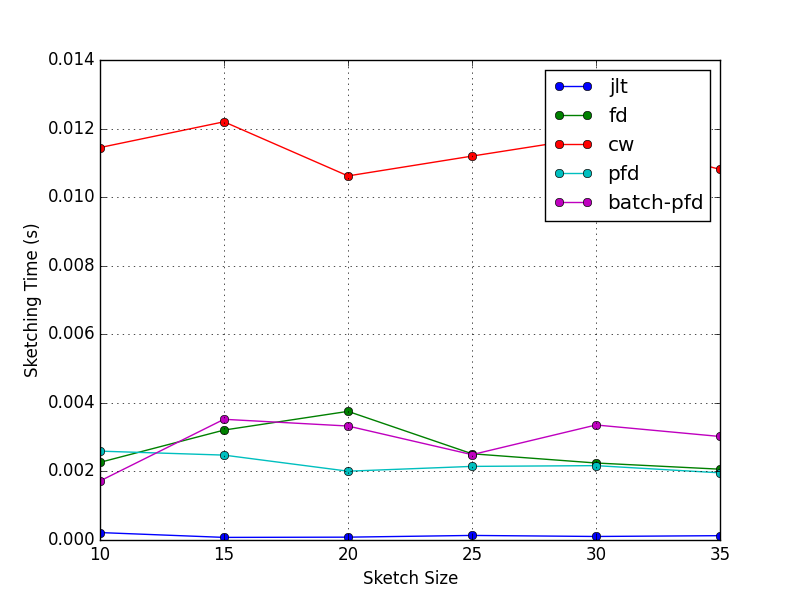 0.014
0.012
0.010
0.008
0.006
0.004
0.002
0.000
Sketching Time (s)
jlt
fd
cw
pfd
batch-pfd
10 15 20 25 30 35
Sketch Size